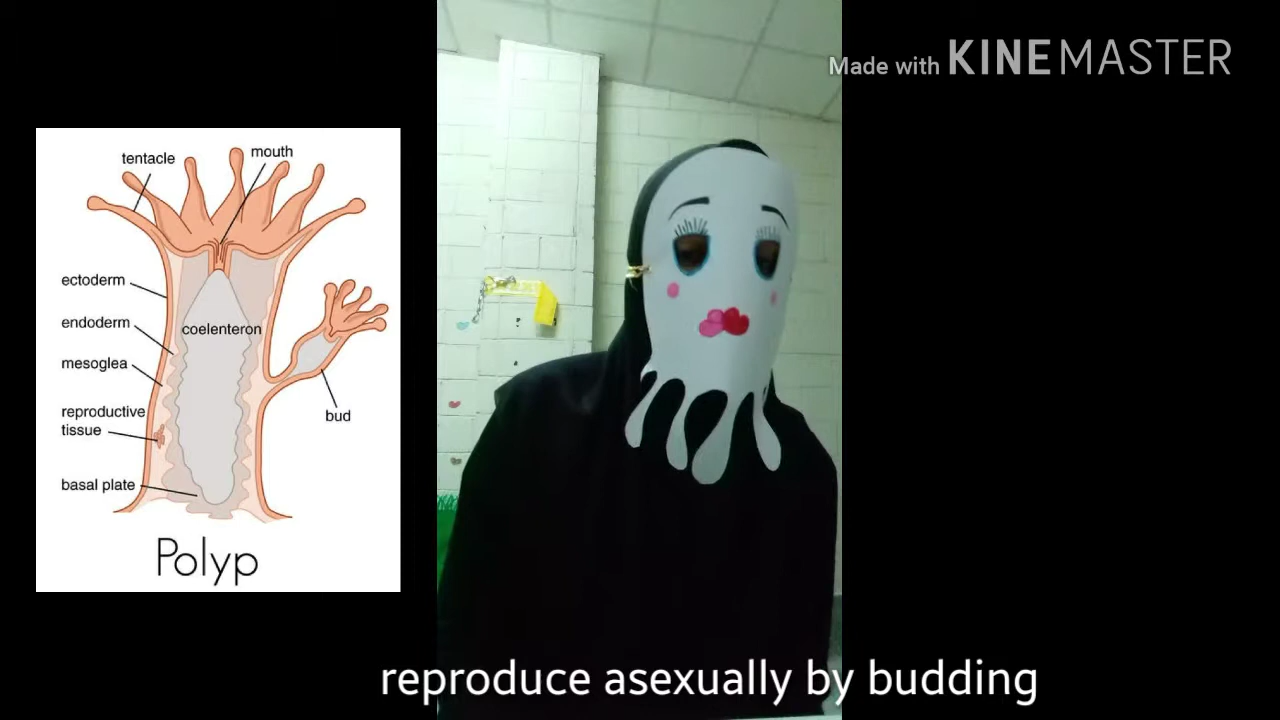 Made with KINEMASTER
tentacle
mouth
ectoderm
endoderm
coelenteron
mesoglea
reproductive
tissue
bud
basal plate
Polyp
reproduce asexually by budding